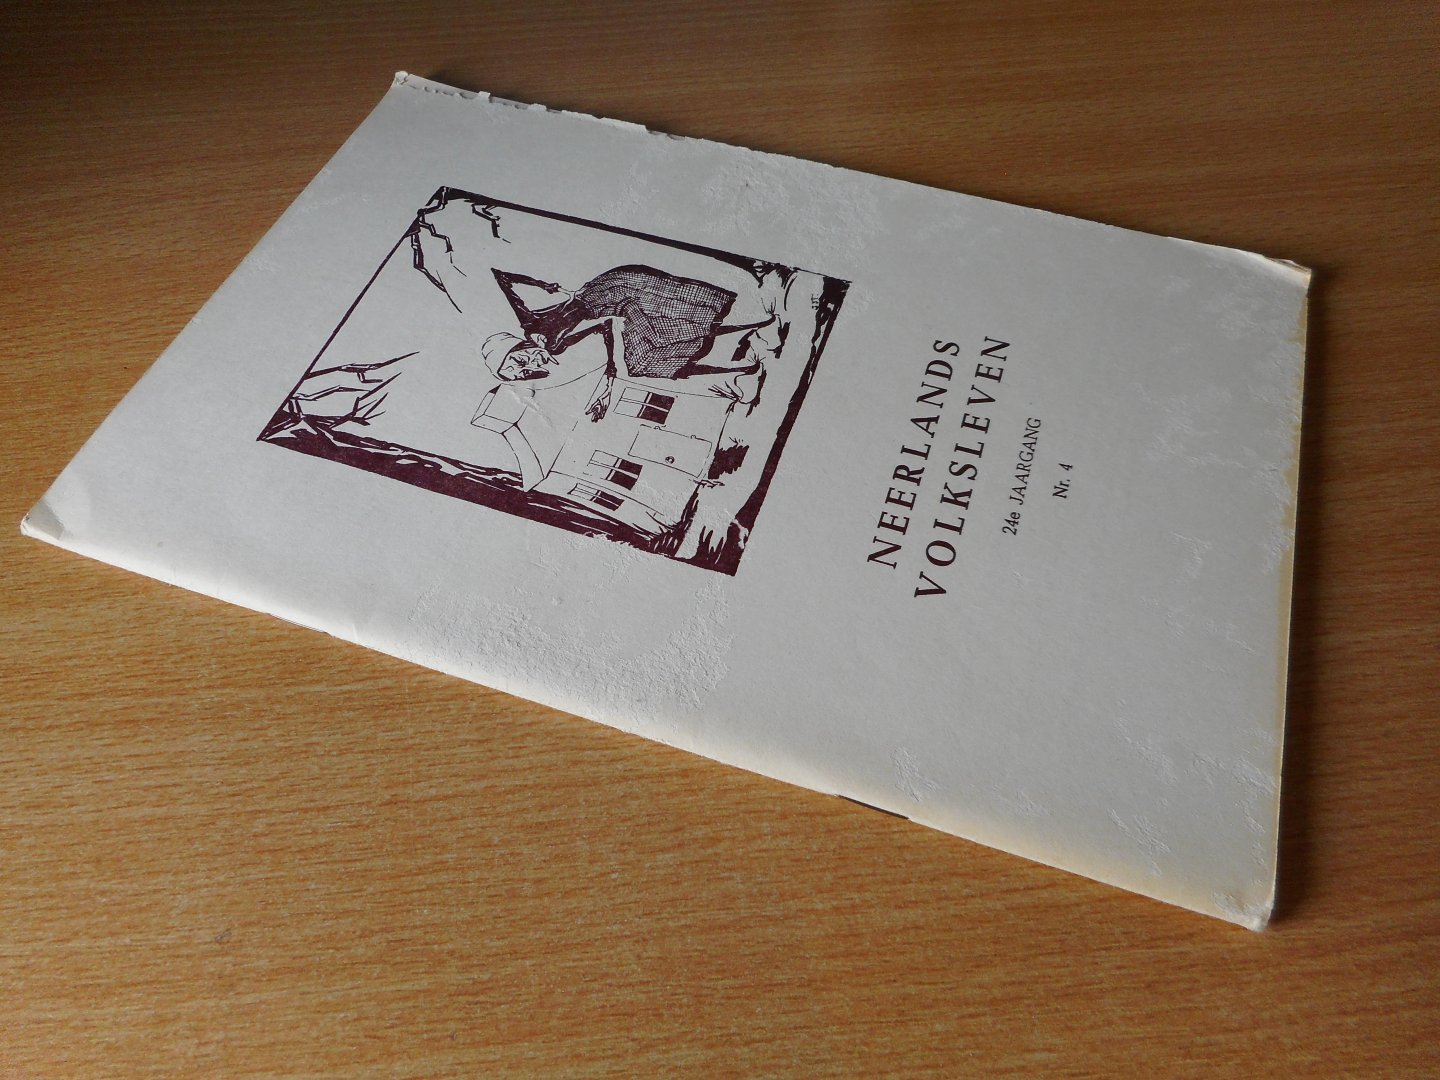 NEERLANDS
VOLKSLEVEN
24e JAARGANG
Nr. 4